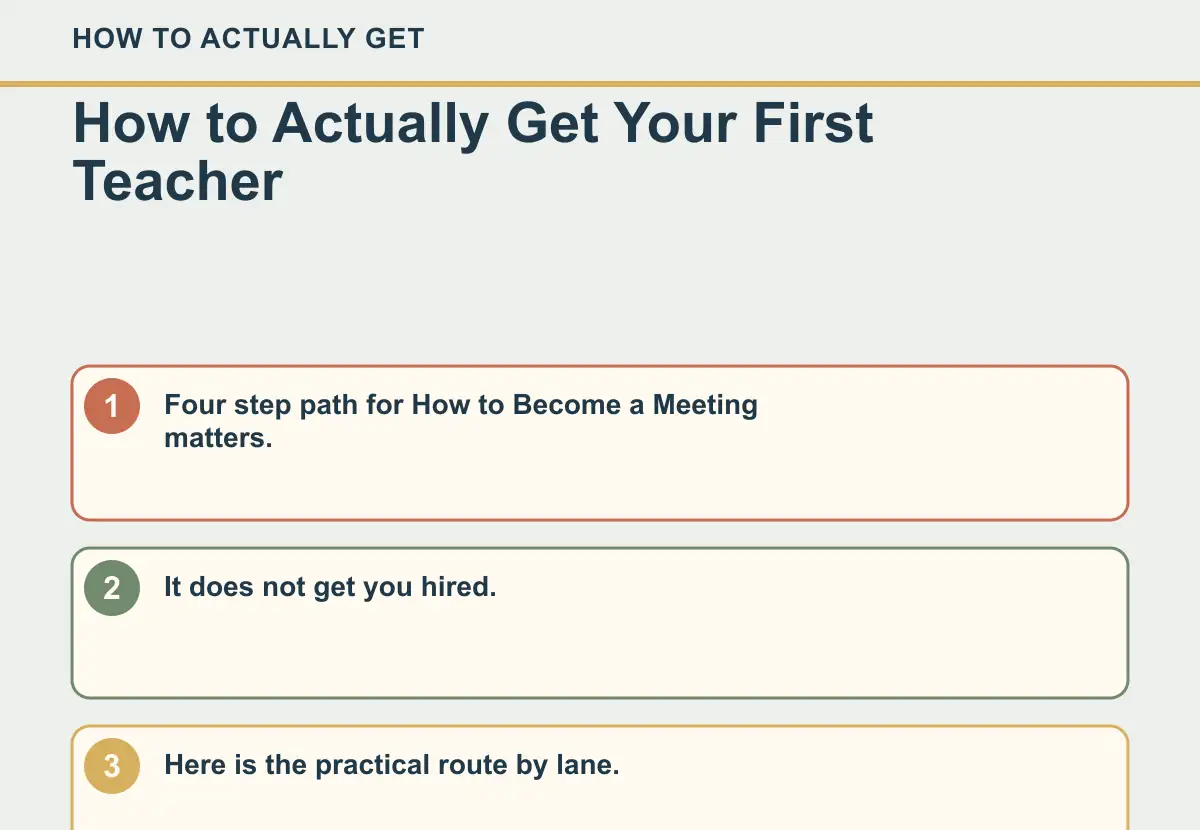 HOW TO ACTUALLY GET
How to Actually Get Your First
Teacher
1
Four step path for How to Become a Meeting
matters.
2
It does not get you hired.
3
Here is the practical route by lane.